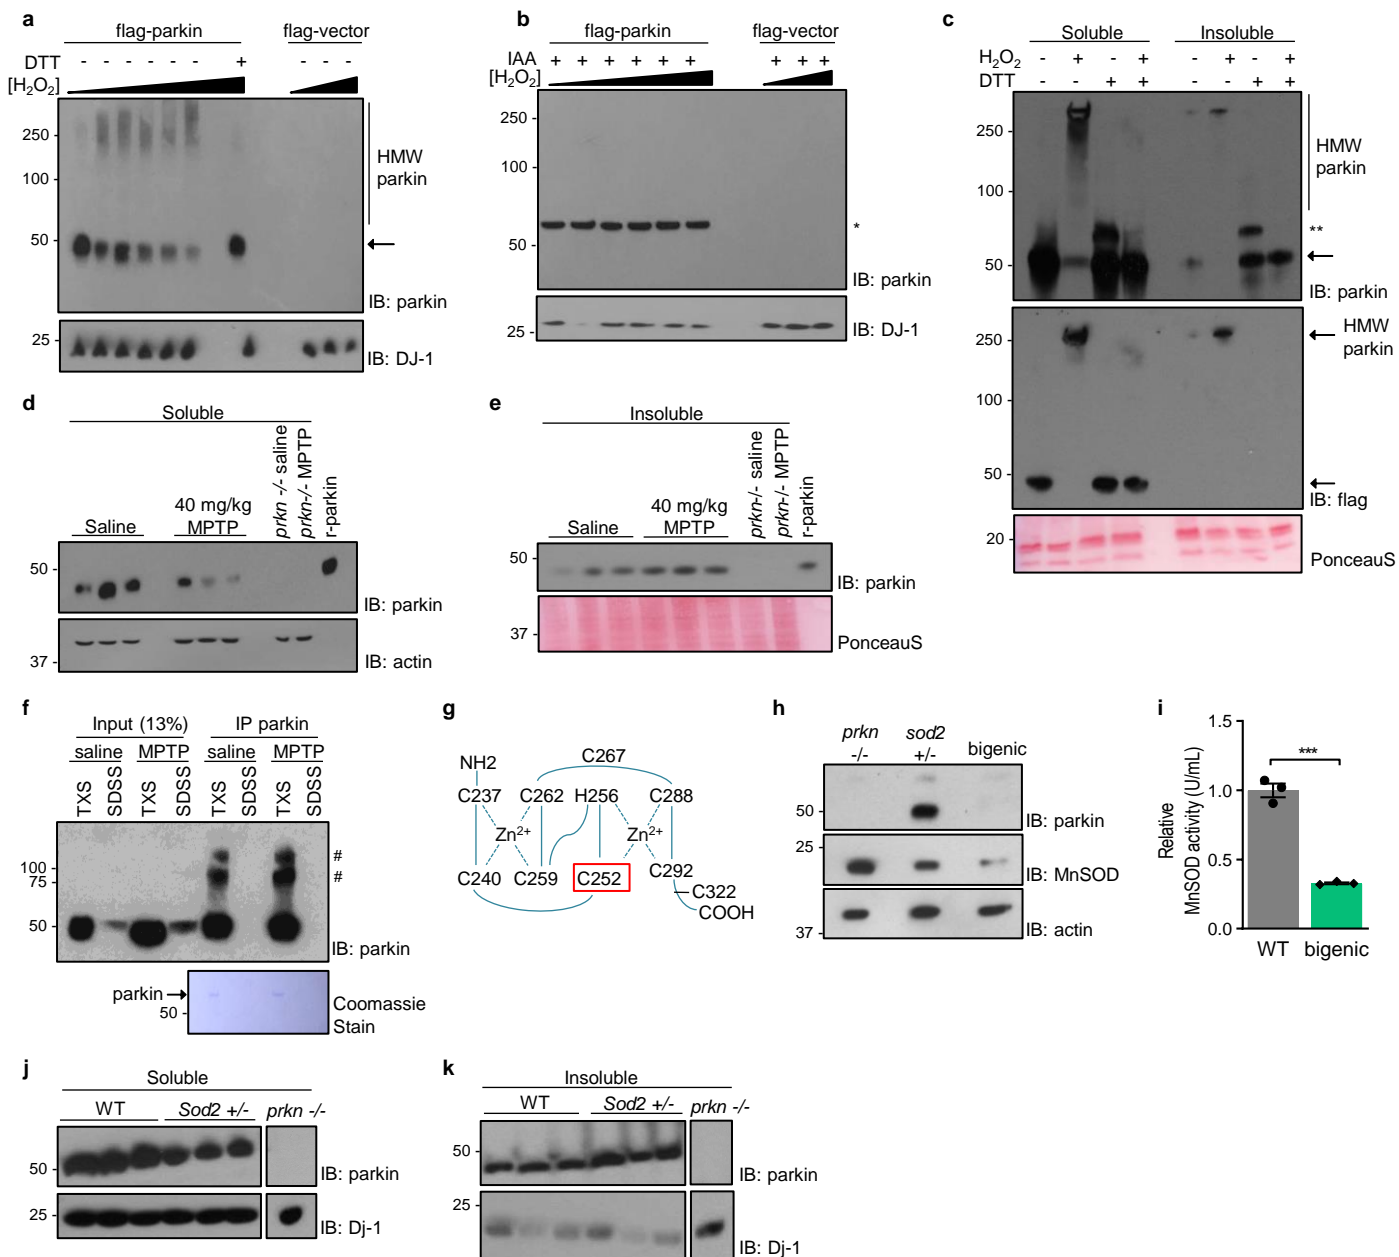 a
flag-parkin
flag-vector
DTT - - - - - - + - - -
[H2O2]
250 -
100 -
50 -
HMW
parkin
IB: parkin
25 -
IB: DJ-1
b
flag-parkin
flag-vector
IAA + + + + + + + + +
[H2O2]
250 -
100 -
50 -
*
IB: parkin
25 -
IB: DJ-1
c
Soluble
Insoluble
H2O2 - + - + - + - +
DTT - - + + - - + +
250 -
100 -
50 -
HMW
parkin
**
IB: parkin
250 -
100 -
50 -
HMW
parkin
IB: flag
20 -
PonceauS
d
Soluble
Saline
40 mg/kg
MPTP
prkn -/- saline
prkn-/- MPTP
r-parkin
50 -
IB: parkin
37 -
IB: actin
e
Insoluble
Saline
40 mg/kg
MPTP
prkn-/- saline
prkn-/- MPTP
r-parkin
50 -
IB: parkin
37 -
PonceauS
f
Input (13%)
IP parkin
saline MPTP saline MPTP
TXS SDSS TXS SDSS TXS SDSS TXS SDSS
100 -
75 -
50 -
#
#
IB: parkin
parkin
50 -
Coomassie
Stain
g
C267
NH2
C237 C262 H256 C288
Zn2+ Zn2+
C240 C259 C252 C292
C322
COOH
h
prkn
-/-
sod2
+/-
bigenic
50 -
IB: parkin
25 -
IB: MnSOD
37 -
IB: actin
i
Relative
MnSOD activity (U/mL)
1.5
1.0
0.5
0.0
***
WT bigenic
j
Soluble
WT Sod2 +/- prkn -/-
50 -
IB: parkin
25 -
IB: Dj-1
k
Insoluble
WT Sod2 +/- prkn -/-
50 -
IB: parkin
25 -
IB: Dj-1